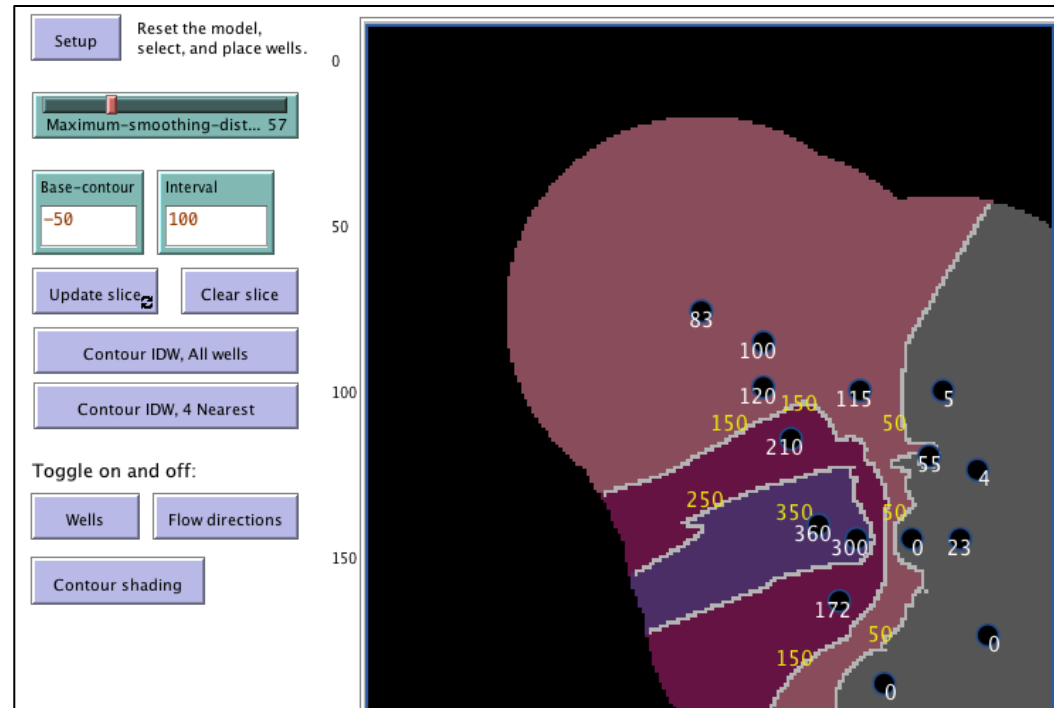 Setup
Reset the model,
select, and place wells.
Maximum-smoothing-dist... 57
Base-contour
-50
Interval
100
Update slice
Clear slice
Contour IDW, All wells
Contour IDW, 4 Nearest
Toggle on and off:
Wells
Flow directions
Contour shading
0
50
100
150
83
100
120
115
5
150
150
50
210
55
4
250
350
50
360
300
0
23
172
50
0
150
0